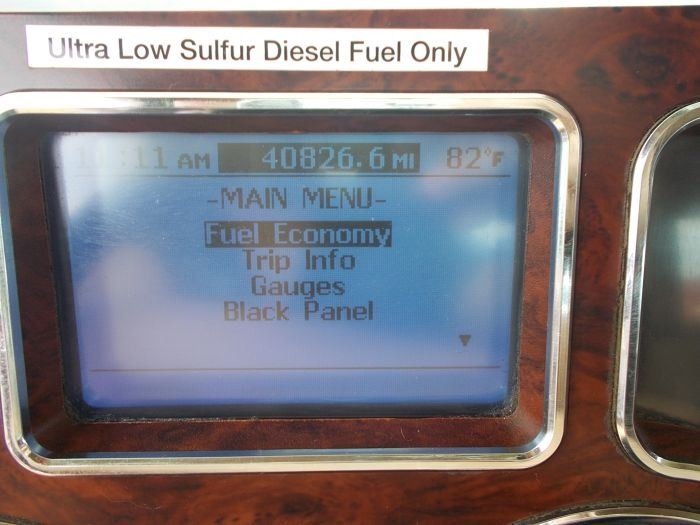 Ultra Low Sulfur Diesel Fuel Only
:11 AM 40826.6 MI 82°F
-MAIN MENU-
Fuel Economy
Trip Info
Gauges
Black Panel